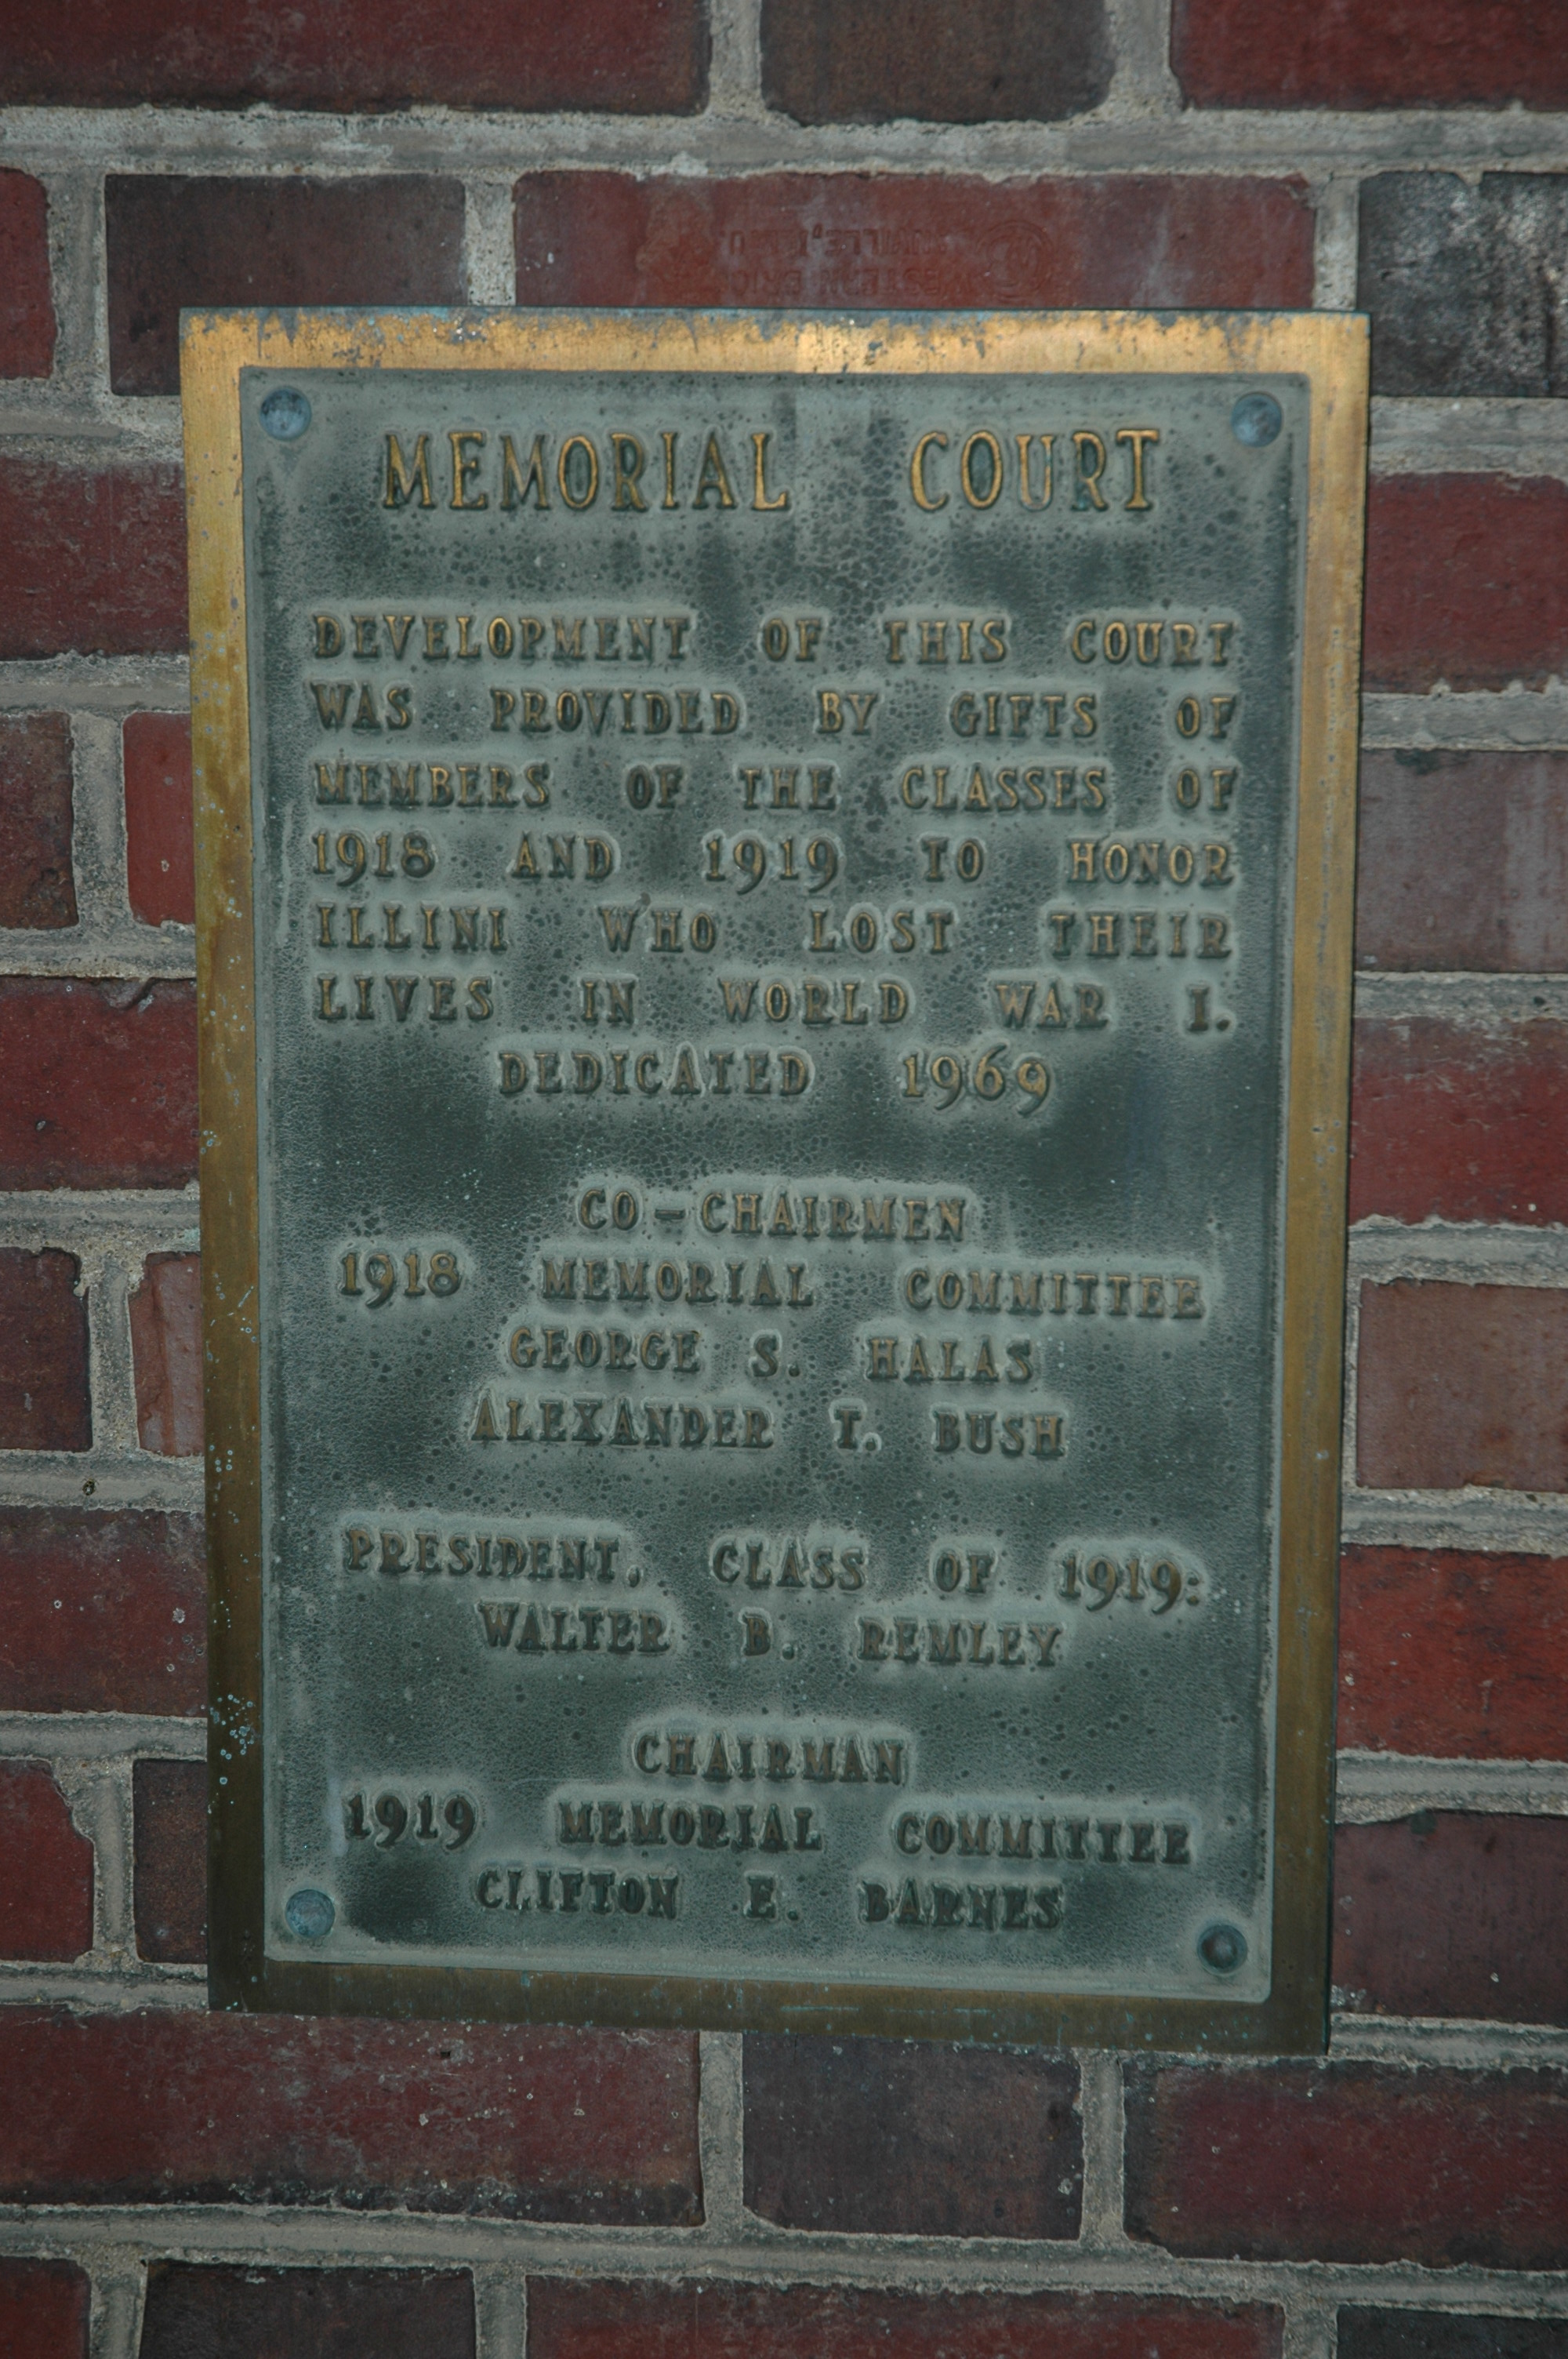 MEMORIAL COURT
DEVELOPMENT OF THIS COURT
WAS PROVIDED BY GIFTS OF
MEMBERS OF THE CLASSES OF
1918 AND 1919 TO HONOR
ILLINI WHO LOST THEIR
LIVES IN WORLD WAR I.
DEDICATED 1969
CO-CHAIRMEN
1918 MEMORIAL COMMITTEE
GEORGE S. HALAS
ALEXANDER T. BUSH
PRESIDENT, CLASS OF 1919:
WALTER B. REMLEY
CHAIRMAN
1919 MEMORIAL COMMITTEE
CLIFTON E. BARNES